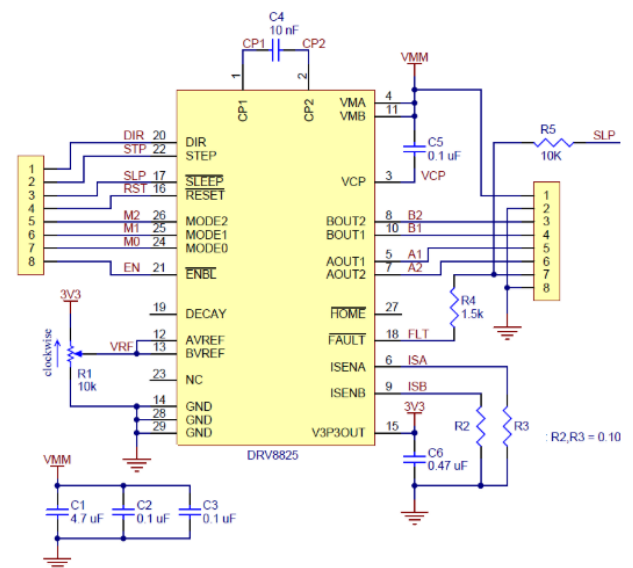 C4
10 nF
CP1 CP2
1 2
CP1 CP2
VMM
VMA 4
VMB 11
C5
0.1 uF
VCP 3 VCP
R5
10K
SLP
DIR 20 DIR
STP 22 STEP
SLP 17 SLEEP
RST 16 RESET
M2 26 MODE2
M1 25 MODE1
M0 24 MODE0
EN 21 ENBL
1
2
3
4
5
6
7
8
BOUT2 8 B2
BOUT1 10 B1
AOUT1 5 A1
AOUT2 7 A2
1
2
3
4
5
6
7
8
19 DECAY
HOME 27
R4
1.5k
FAULT 18 FLT
3V3
clockwise
R1
10k
VRF
12 AVREF
13 BVREF
23 NC
14 GND
28 GND
29 GND
ISENA 6 ISA
ISENB 9 ISB
3V3
V3P3OUT 15
R2 R3
: R2,R3 = 0.10
C6
0.47 uF
DRV8825
VMM
C1
4.7 uF
C2
0.1 uF
C3
0.1 uF